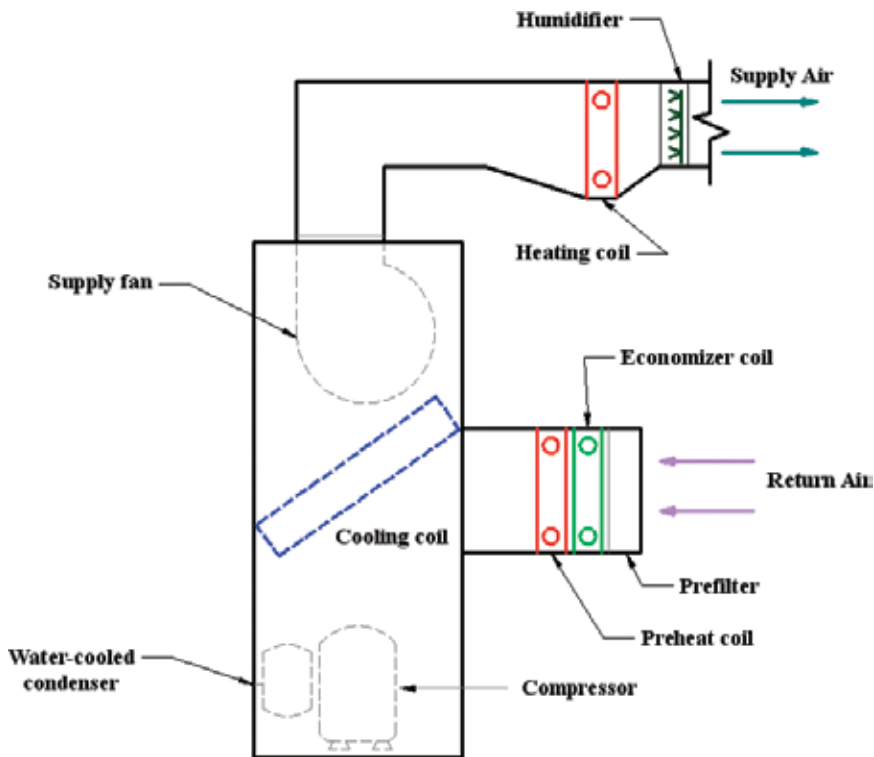 Humidifier
Supply Air
Heating coil
Supply fan
Economizer coil
Return Air
Cooling coil
Prefilter
Preheat coil
Water-cooled
condenser
Compressor